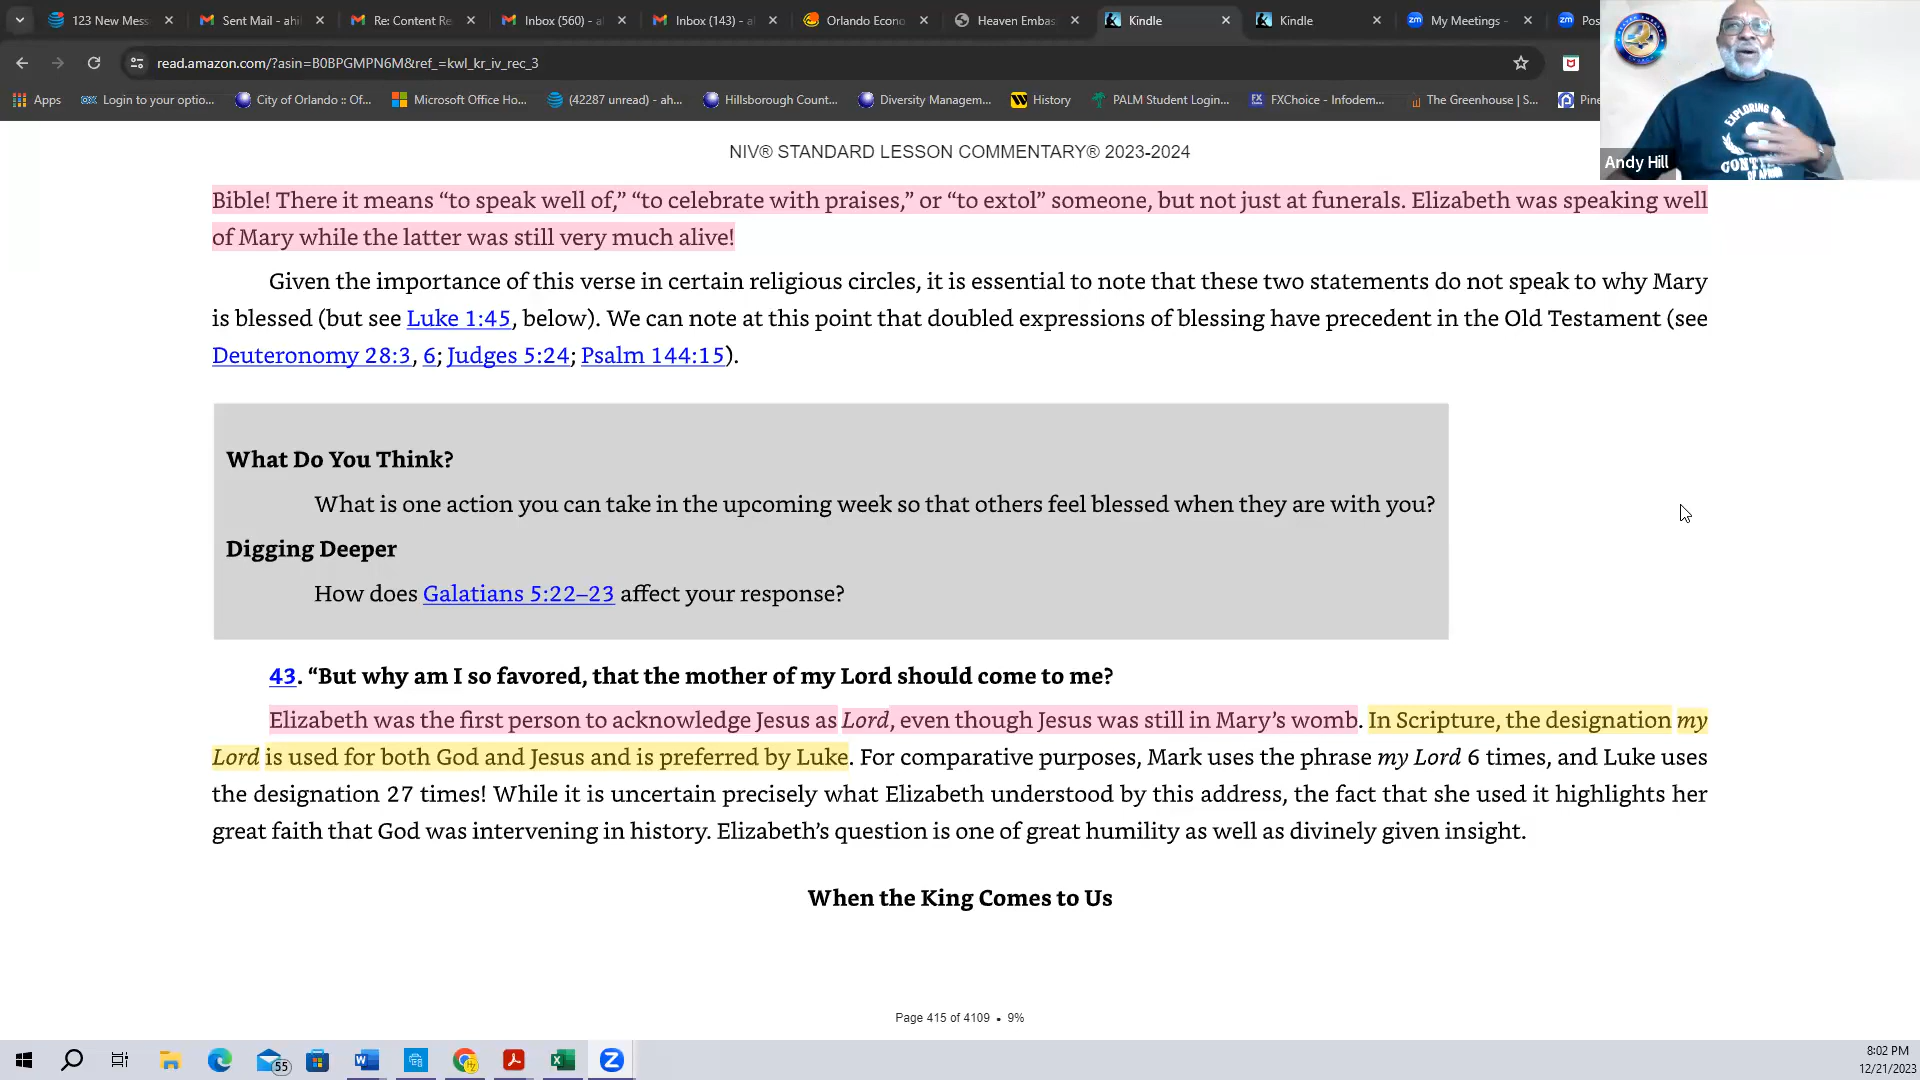 123 New Mess
Sent Mail - ahi
Re: Content Re
Inbox (560) - a
Inbox (143) - al
Orlando Econo
Heaven Embas
Kindle
Kindle
My Meetings -
Pos
read.amazon.com/?asin=B0BPGMPN6M&ref_=kwl_kr_iv_rec_3
Apps
Login to your optio...
City of Orlando :: Of...
Microsoft Office Ho...
(42287 unread) - ah...
Hillsborough Count...
Diversity Managem...
History
PALM Student Login...
FXChoice - Infodem...
The Greenhouse | S...
Pine
EXPLORING
CONT
OF AFRICA
Andy Hill
NIV® STANDARD LESSON COMMENTARY® 2023-2024
Bible! There it means “to speak well of,” “to celebrate with praises,” or “to extol” someone, but not just at funerals. Elizabeth was speaking well
of Mary while the latter was still very much alive!
Given the importance of this verse in certain religious circles, it is essential to note that these two statements do not speak to why Mary
is blessed (but see Luke 1:45, below). We can note at this point that doubled expressions of blessing have precedent in the Old Testament (see
Deuteronomy 28:3, 6; Judges 5:24; Psalm 144:15).
What Do You Think?
What is one action you can take in the upcoming week so that others feel blessed when they are with you?
Digging Deeper
How does Galatians 5:22–23 affect your response?
43. “But why am I so favored, that the mother of my Lord should come to me?
Elizabeth was the first person to acknowledge Jesus as Lord, even though Jesus was still in Mary’s womb. In Scripture, the designation my
Lord is used for both God and Jesus and is preferred by Luke. For comparative purposes, Mark uses the phrase my Lord 6 times, and Luke uses
the designation 27 times! While it is uncertain precisely what Elizabeth understood by this address, the fact that she used it highlights her
great faith that God was intervening in history. Elizabeth’s question is one of great humility as well as divinely given insight.
When the King Comes to Us
Page 415 of 4109 • 9%
55
8:02 PM
12/21/2023